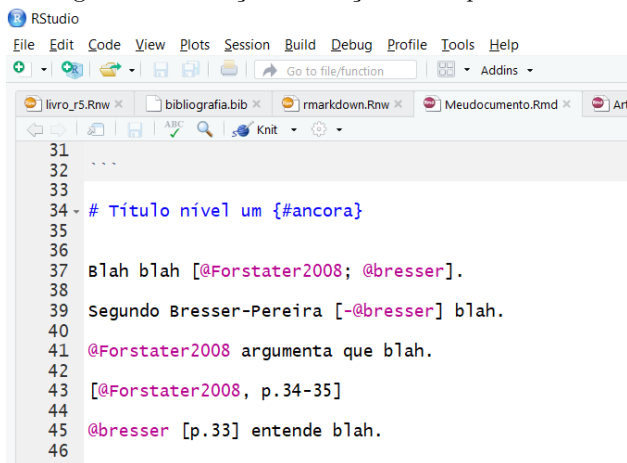 RStudio
File Edit Code View Plots Session Build Debug Profile Tools Help
Go to file/function Addins
livro_r5.Rnw × bibliografia.bib × rmarkdown.Rnw × Meudocumento.Rmd ×
ABC Knit
31
32 ```
33
34 # Título nível um {#ancora}
35
36
37 Blah blah [@Forstater2008; @bresser].
38
39 Segundo Bresser-Pereira [-@bresser] blah.
40
41 @Forstater2008 argumenta que blah.
42
43 [@Forstater2008, p.34-35]
44
45 @bresser [p.33] entende blah.
46